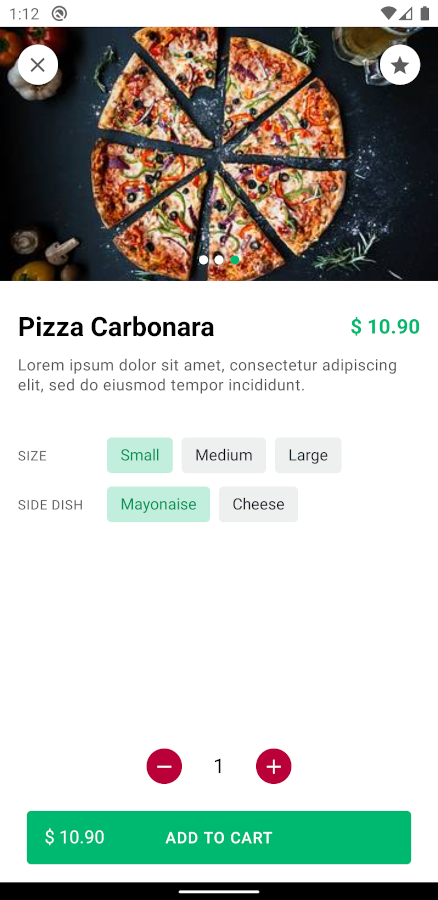 1:12
Pizza Carbonara
$ 10.90
Lorem ipsum dolor sit amet, consectetur adipiscing
elit, sed do eiusmod tempor incididunt.
SIZE Small Medium Large
SIDE DISH Mayonaise Cheese
1
$ 10.90 ADD TO CART